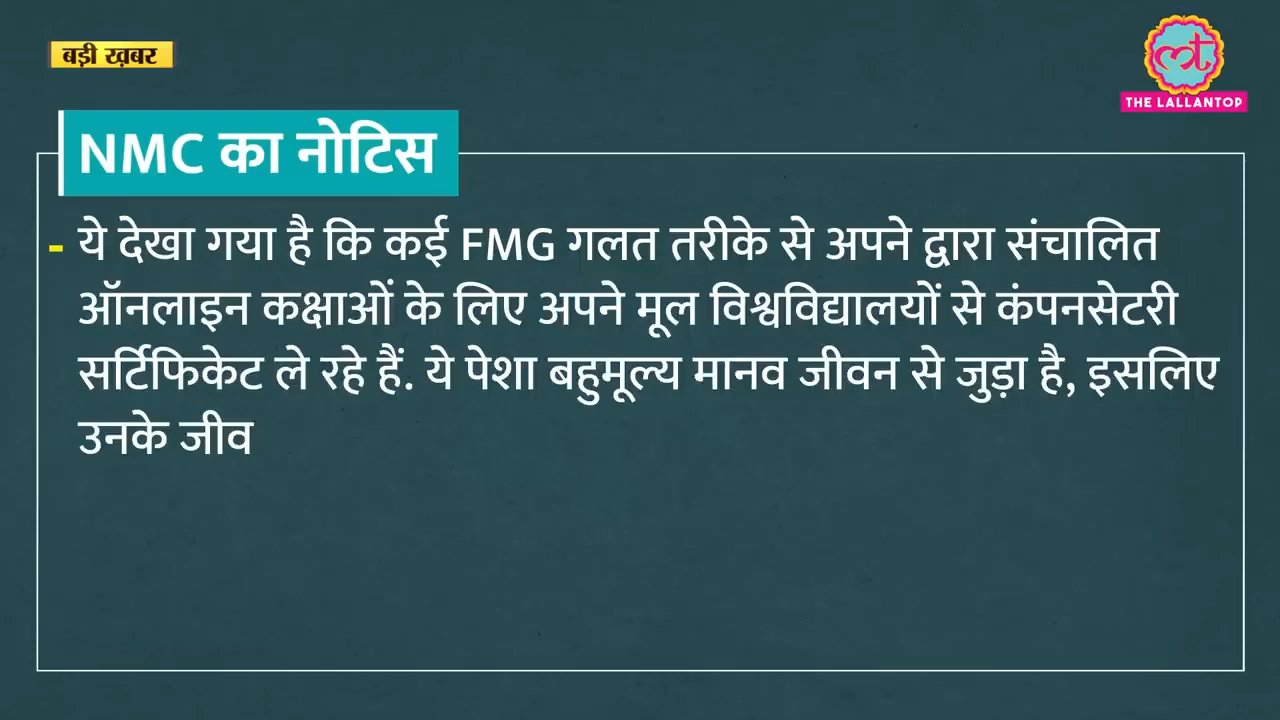 बड़ी ख़बर
lt
THE LALLANTOP
NMC का नोटिस
- ये देखा गया है कि कई FMG गलत तरीके से अपने द्वारा संचालित
ऑनलाइन कक्षाओं के लिए अपने मूल विश्वविद्यालयों से कंपनसेटरी
सर्टिफिकेट ले रहे हैं. ये पेशा बहुमूल्य मानव जीवन से जुड़ा है, इसलिए
उनके जीव